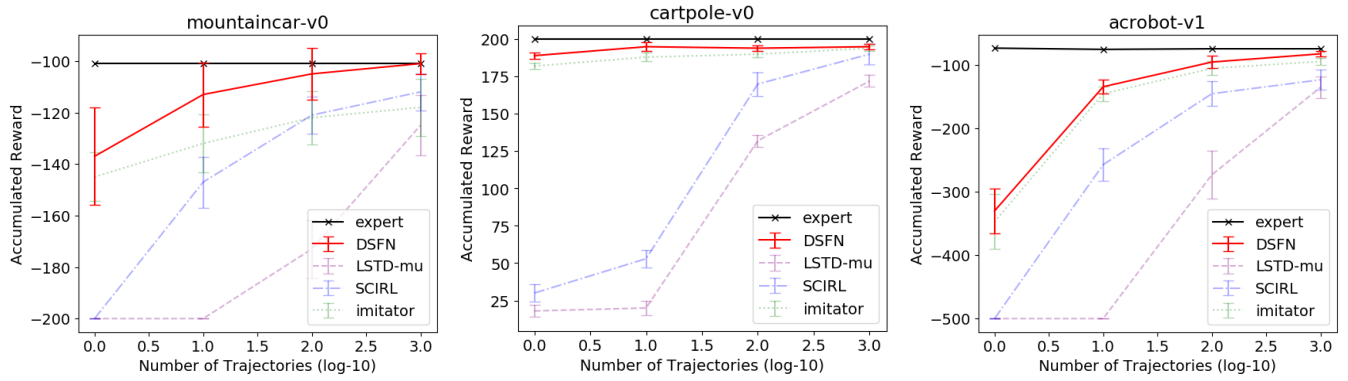 mountaincar-v0
Accumulated Reward
−100
−120
−140
−160
−180
−200
expert
DSFN
LSTD-mu
SCIRL
imitator
0.0 0.5 1.0 1.5 2.0 2.5 3.0
Number of Trajectories (log-10)
cartpole-v0
Accumulated Reward
200
175
150
125
100
75
50
25
expert
DSFN
LSTD-mu
SCIRL
imitator
0.0 0.5 1.0 1.5 2.0 2.5 3.0
Number of Trajectories (log-10)
acrobot-v1
Accumulated Reward
−100
−200
−300
−400
−500
expert
DSFN
LSTD-mu
SCIRL
imitator
0.0 0.5 1.0 1.5 2.0 2.5 3.0
Number of Trajectories (log-10)